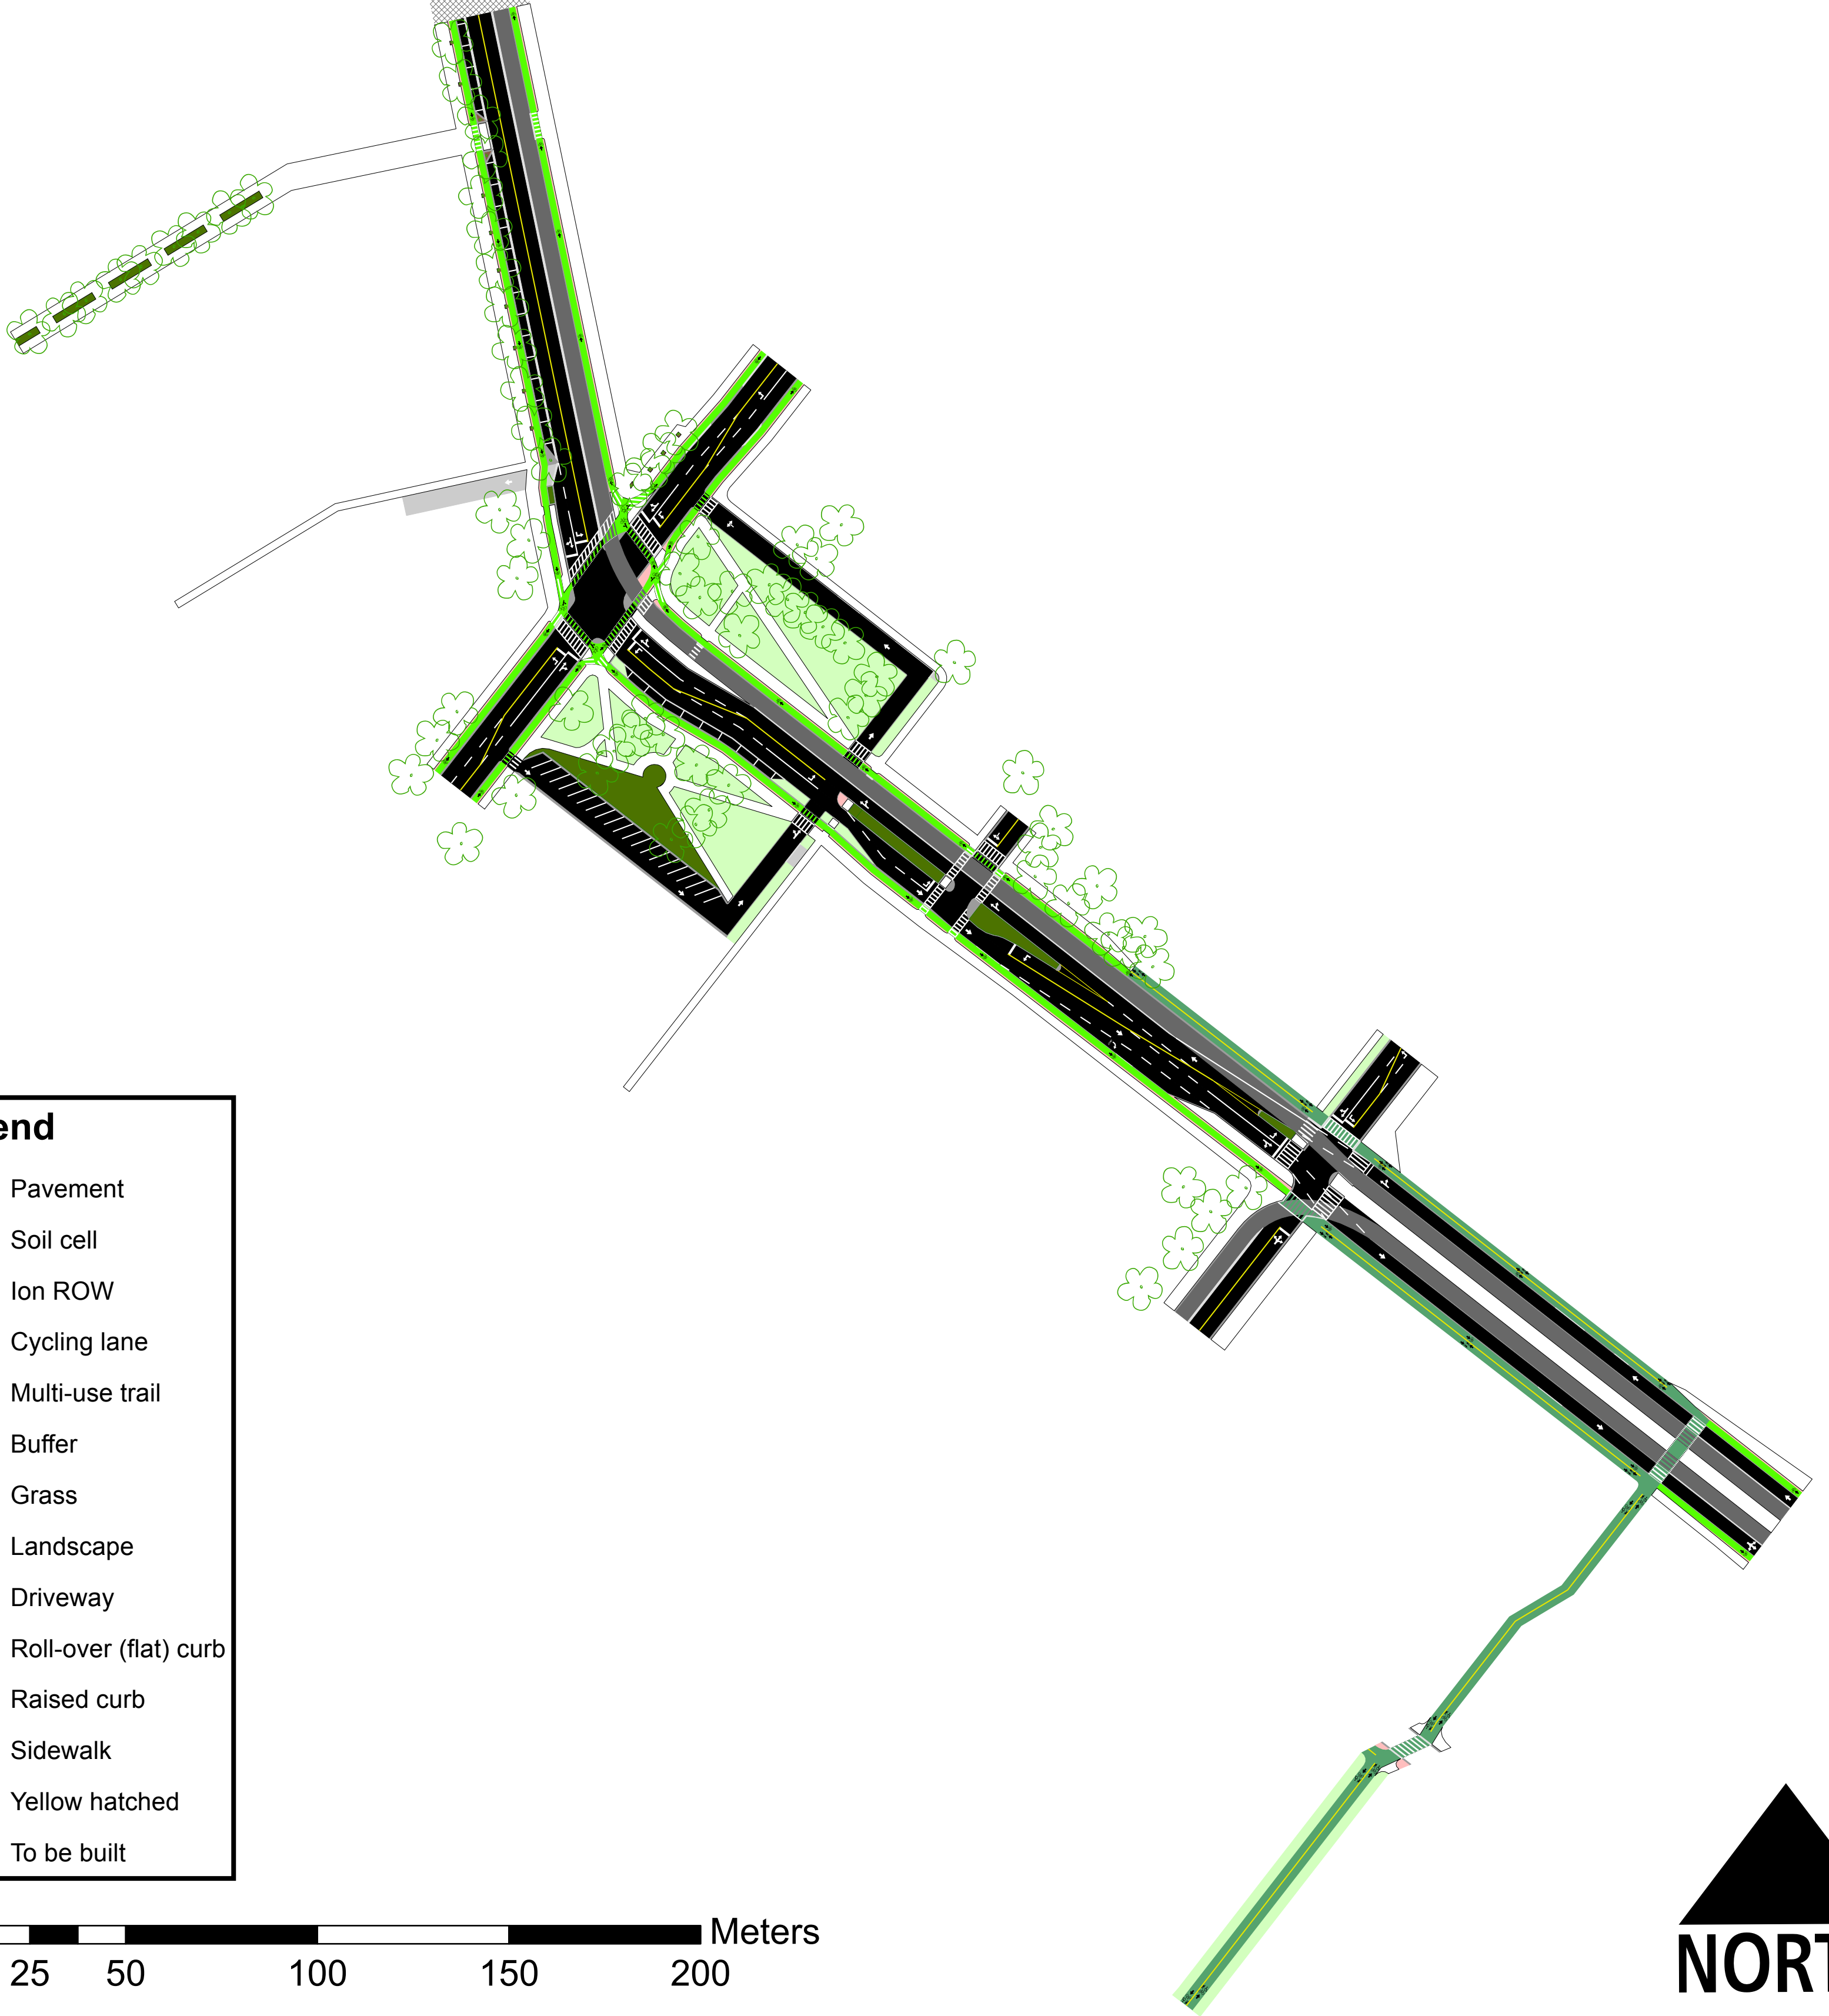 end
Pavement
Soil cell
Ion ROW
Cycling lane
Multi-use trail
Buffer
Grass
Landscape
Driveway
Roll-over (flat) curb
Raised curb
Sidewalk
Yellow hatched
To be built
Meters
25 50 100 150 200
NORT